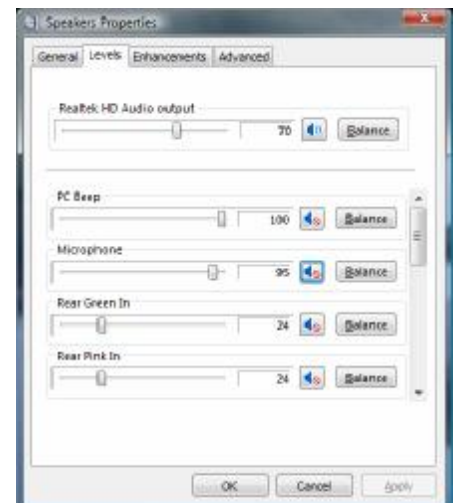 Speakers Properties
General Levels Enhancements Advanced
Realtek HD Audio output
70 Balance
PC Beep
100 Balance
Microphone
95 Balance
Rear Green In
24 Balance
Rear Pink In
24 Balance
OK Cancel Apply